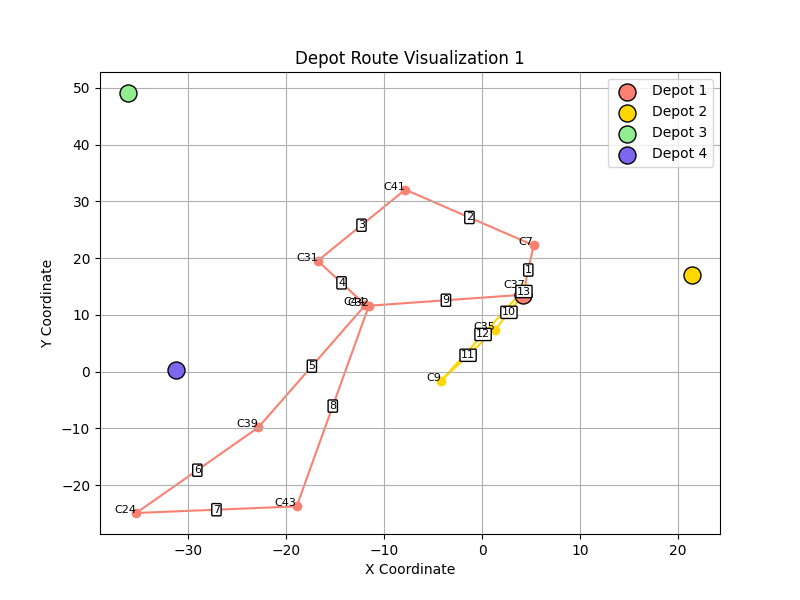 Depot Route Visualization 1
Depot 1
Depot 2
Depot 3
Depot 4
Y Coordinate
50
40
30
20
10
0
−10
−20
C41
C7
C31
C37
C35
C9
C39
C24
C43
1
2
3
4
5
6
7
8
9
10
11
12
13
−30
−20
−10
0
10
20
X Coordinate